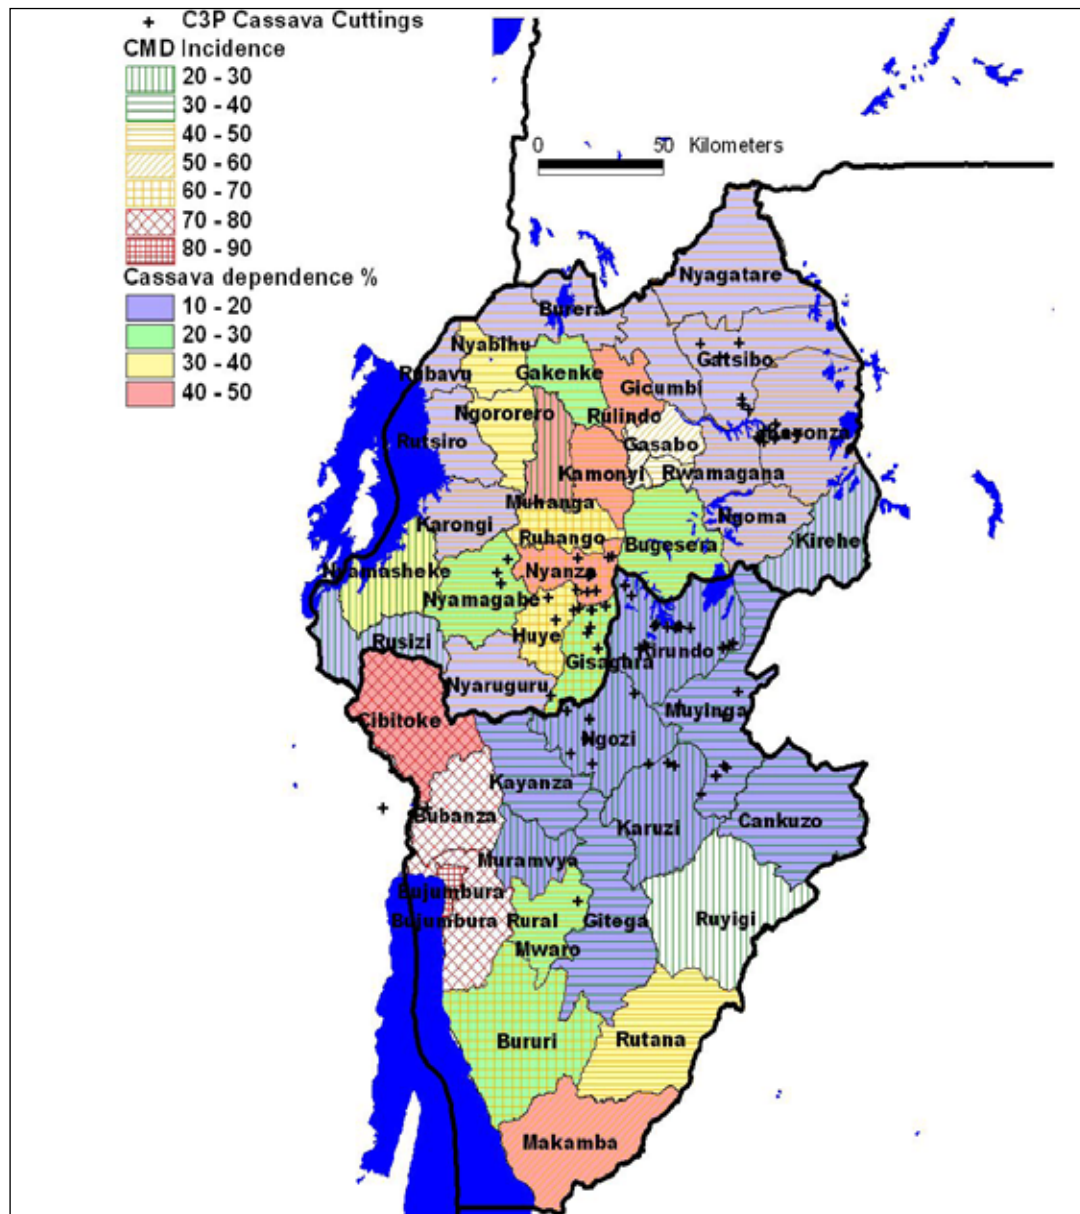 C3P Cassava Cuttings
CMD Incidence
20 - 30
30 - 40
40 - 50
50 - 60
60 - 70
70 - 80
80 - 90
Cassava dependence %
10 - 20
20 - 30
30 - 40
40 - 50
0 50 Kilometers
Nyagatare
Burera
Nyabihu
Gatsibo
Rubavu
Gakenke
Gicumbi
Ngororero
Rulindo
Rutsiro
Gasabo
Kamonyi
Rwamagana
Muhanga
Karongi
Ngoma
Ruhango
Bugesera
Kirehe
Nyamasheke
Nyanza
Nyamagabe
Huye
Rusizi
Gisagara
Kirundo
Nyaruguru
Cibitoke
Muyinga
Ngozi
Kayanza
Bubanza
Karuzi
Cankuzo
Muramvya
Bujumbura
Bujumbura
Rural
Gitega
Ruyigi
Mwaro
Bururi
Rutana
Makamba